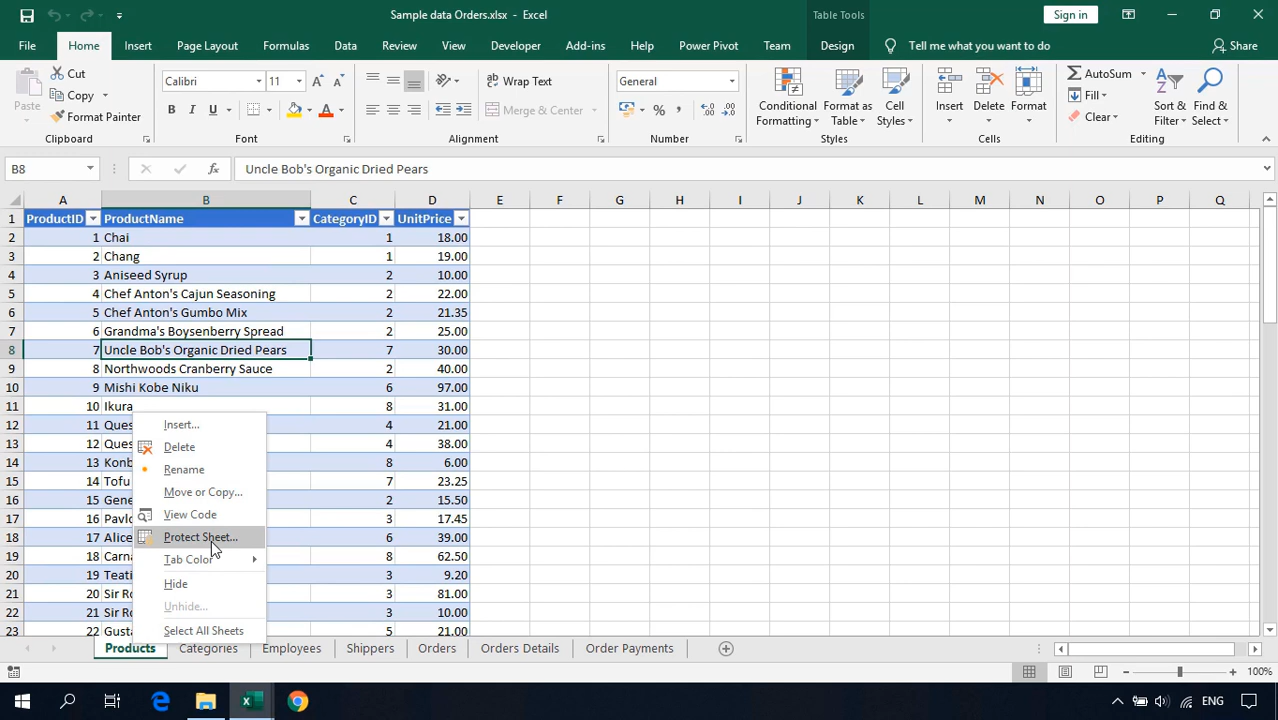 Sample data Orders.xlsx - Excel
Table Tools
Sign in
File Home Insert Page Layout Formulas Data Review View Developer Add-ins Help Power Pivot Team Design Tell me what you want to do Share
Paste
Cut
Copy
Format Painter
Clipboard
Calibri 11
B I U
Font
Wrap Text
Merge & Center
Alignment
General
% ,
Number
Conditional Formatting
Format as Table
Cell Styles
Styles
Insert Delete Format
Cells
AutoSum
Fill
Clear
Sort & Filter
Find & Select
Editing
B8 fx Uncle Bob's Organic Dried Pears
A B C D E F G H I J K L M N O P Q
1 ProductID ProductName CategoryID UnitPrice
2 1 Chai 1 18.00
3 2 Chang 1 19.00
4 3 Aniseed Syrup 2 10.00
5 4 Chef Anton's Cajun Seasoning 2 22.00
6 5 Chef Anton's Gumbo Mix 2 21.35
7 6 Grandma's Boysenberry Spread 2 25.00
8 7 Uncle Bob's Organic Dried Pears 7 30.00
9 8 Northwoods Cranberry Sauce 2 40.00
10 9 Mishi Kobe Niku 6 97.00
11 10 Ikura 8 31.00
12 11 Ques 4 21.00
13 12 Ques 4 38.00
14 13 Konb 8 6.00
15 14 Tofu 7 23.25
16 15 Gene 2 15.50
17 16 Pavlo 3 17.45
18 17 Alice 6 39.00
19 18 Carna 8 62.50
20 19 Teati 3 9.20
21 20 Sir Ro 3 81.00
22 21 Sir Ro 3 10.00
23 22 Gusta 5 21.00
Insert...
Delete
Rename
Move or Copy...
View Code
Protect Sheet...
Tab Color
Hide
Unhide...
Select All Sheets
Products Categories Employees Shippers Orders Orders Details Order Payments
100%
ENG